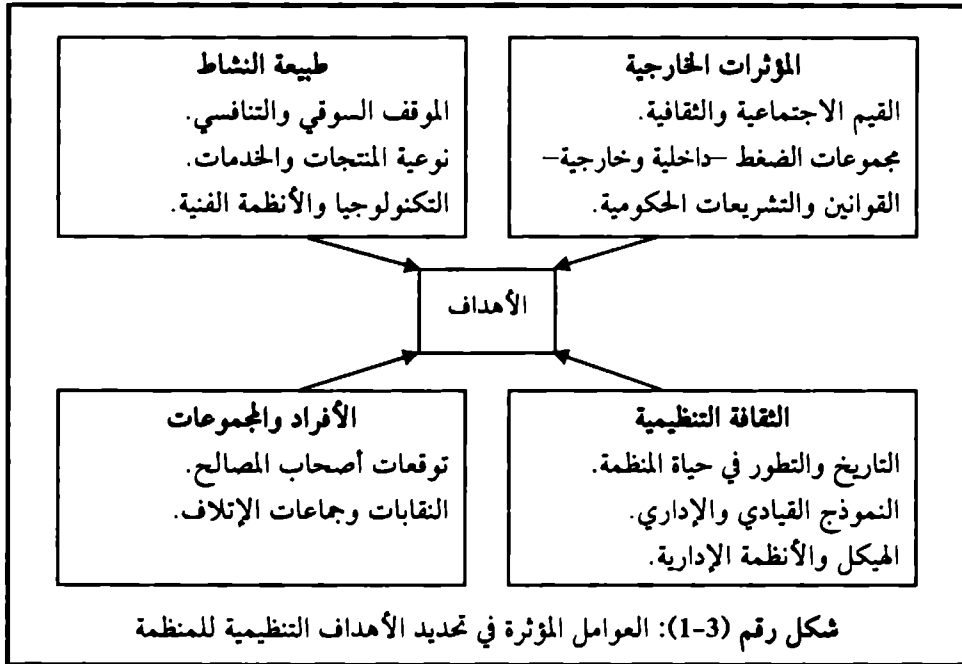 المؤثرات الخارجية
القيم الاجتماعية والثقافية.
مجموعات الضغط –داخلية وخارجية–
القوانين والتشريعات الحكومية.
طبيعة النشاط
الموقف السوقي والتنافسي.
نوعية المنتجات والخدمات.
التكنولوجيا والأنظمة الفنية.
الأهداف
الثقافة التنظيمية
التاريخ والتطور في حياة المنظمة.
النموذج القيادي والإداري.
الهيكل والأنظمة الإدارية.
الأفراد والمجموعات
توقعات أصحاب المصالح.
النقابات وجماعات الإتلاف.
شكل رقم (3-1): العوامل المؤثرة في تحديد الأهداف التنظيمية للمنظمة